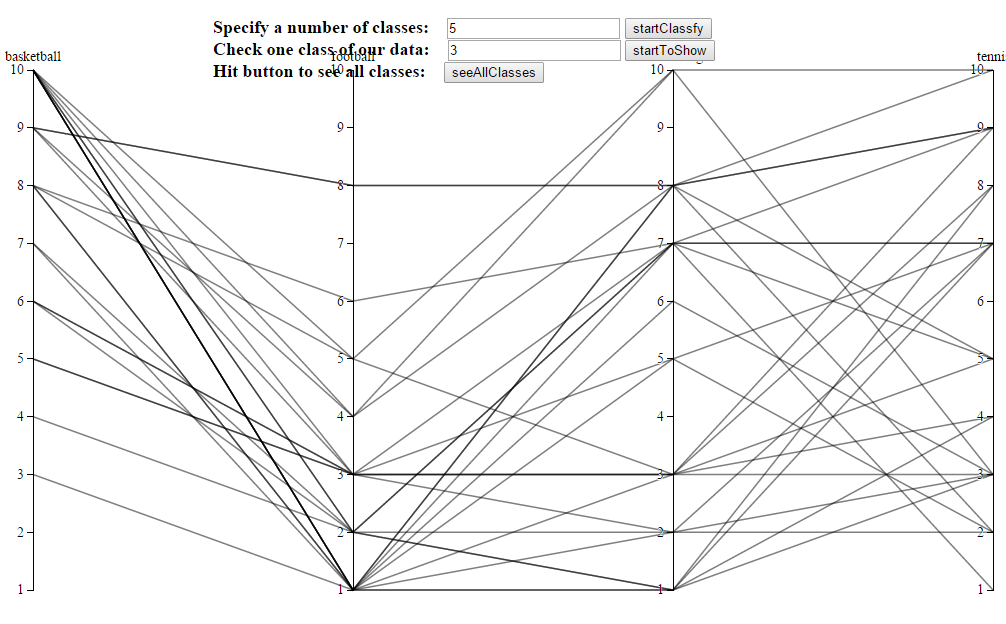 Specify a number of classes: 5 startClassfy
Check one class of our data: 3 startToShow
Hit button to see all classes: seeAllClasses
basketball football tenni
10 10 10 10
9 9 9 9
8 8 8 8
7 7 7 7
6 6 6
5 5 5 5
4 4 4 4
3 3 3 3
2 2 2 2
1 1 1 1